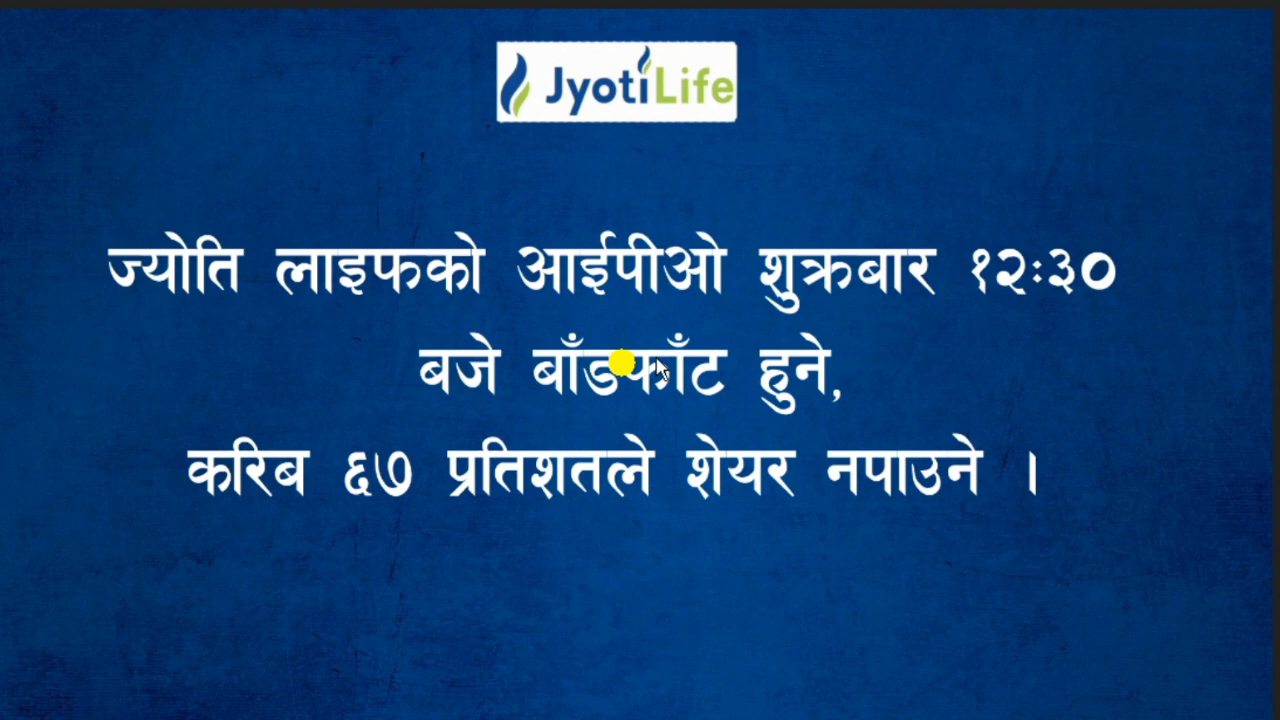 JyotiLife
ज्योति लाइफको आईपीओ शुक्रबार १२:३०
बजे बाँडफाँट हुने,
करिब ६७ प्रतिशतले शेयर नपाउने ।